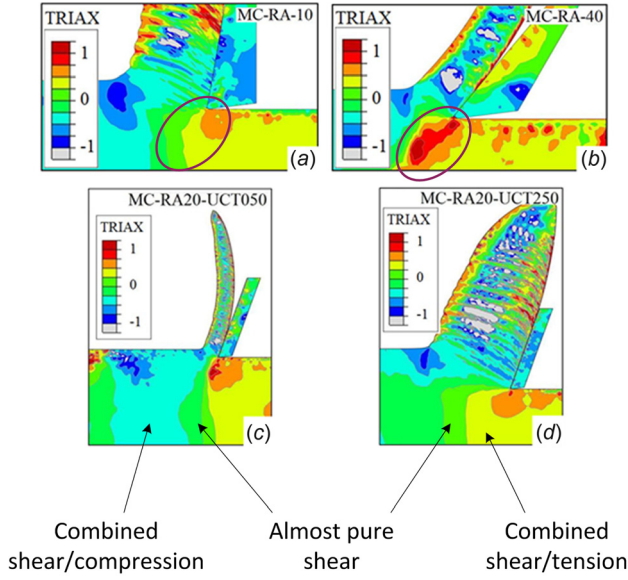 TRIAX
1
0
-1
MC-RA-10
(a)
TRIAX
1
0
-1
MC-RA-40
(b)
MC-RA20-UCT050
TRIAX
1
0
-1
(c)
MC-RA20-UCT250
TRIAX
1
0
-1
(d)
Combined
shear/compression
Almost pure
shear
Combined
shear/tension